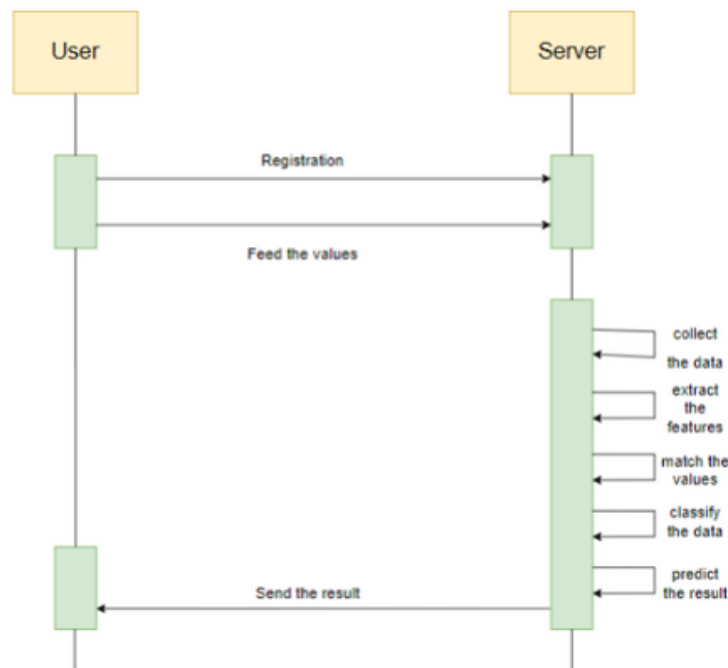 User
Server
Registration
Feed the values
collect
the data
extract
the
features
match the
values
classify
the data
predict
the result
Send the result